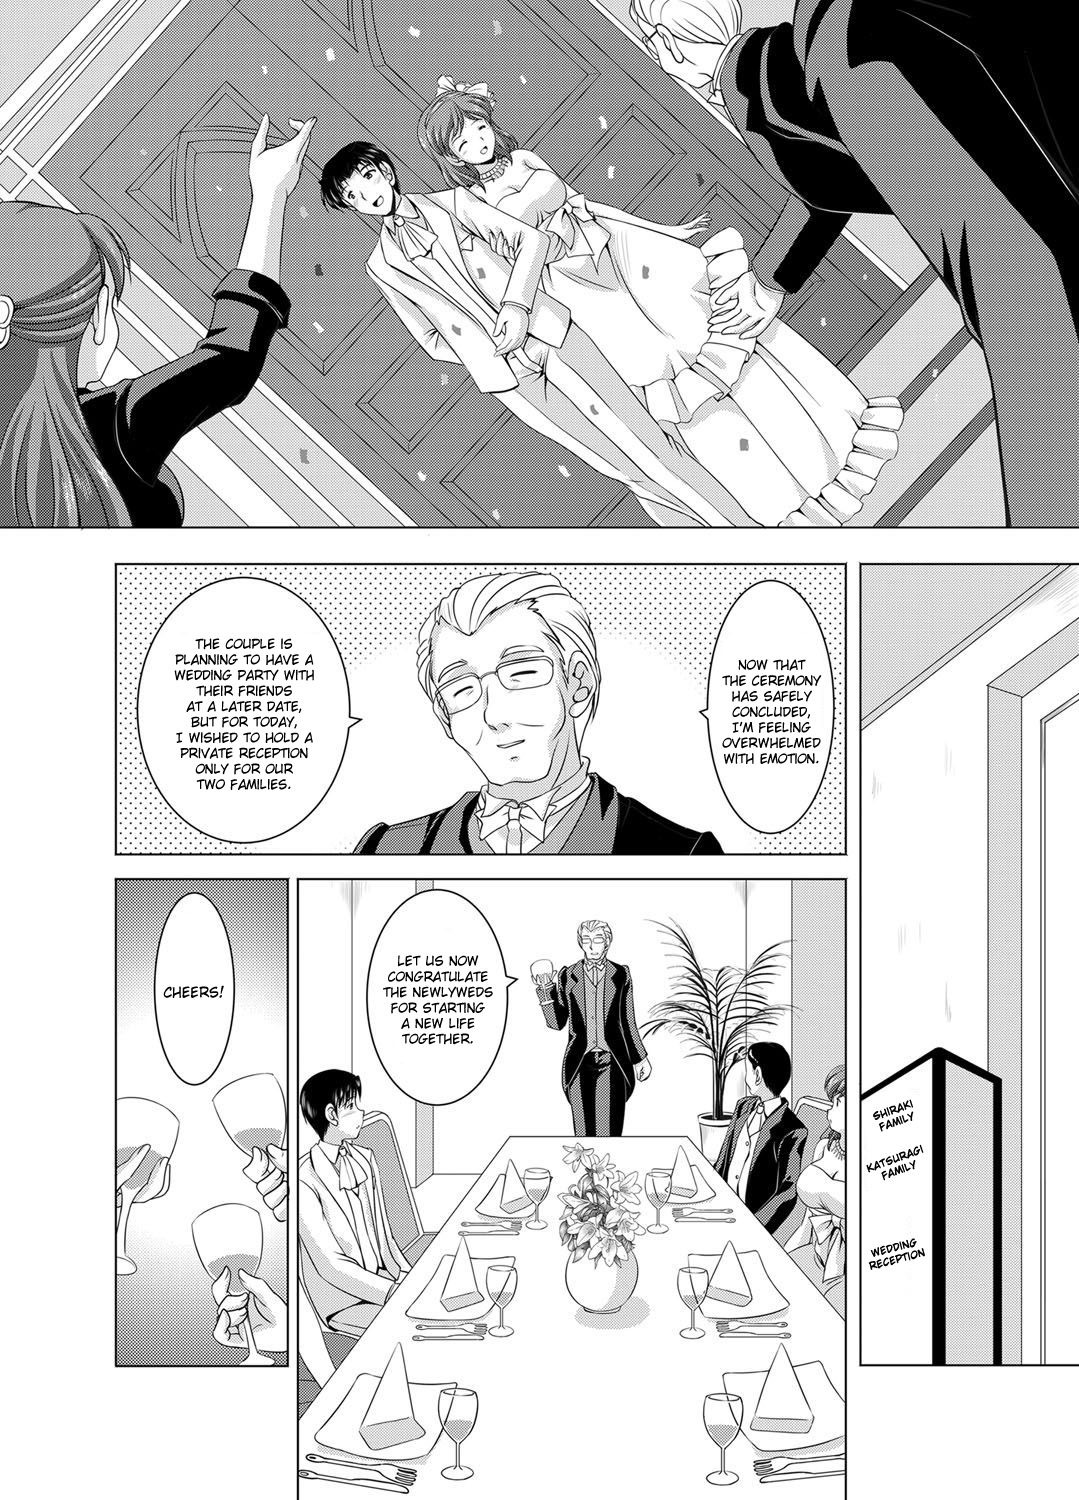 SHIRAKI
FAMILY
KATSURAGI
FAMILY
WEDDING
RECEPTION
NOW THAT
THE CEREMONY
HAS SAFELY
CONCLUDED,
I'M FEELING
OVERWHELMED
WITH EMOTION.
THE COUPLE IS
PLANNING TO HAVE A
WEDDING PARTY WITH
THEIR FRIENDS
AT A LATER DATE,
BUT FOR TODAY,
I WISHED TO HOLD A
PRIVATE RECEPTION
ONLY FOR OUR
TWO FAMILIES.
LET US NOW
CONGRATULATE
THE NEWLYWEDS
FOR STARTING
A NEW LIFE
TOGETHER.
CHEERS!